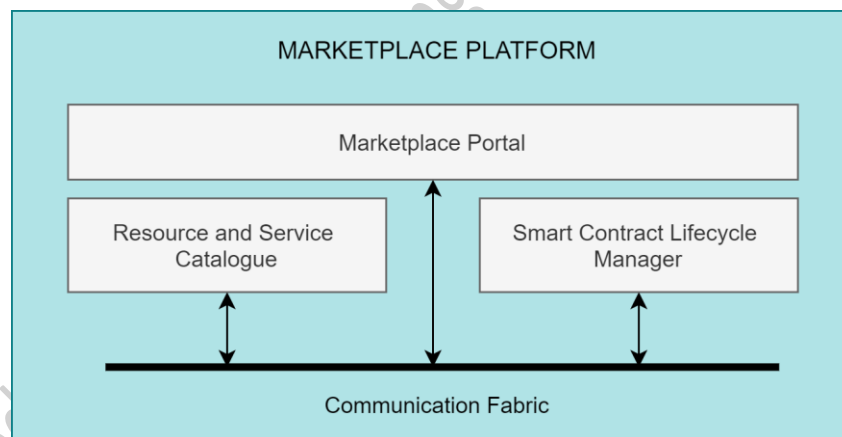 MARKETPLACE PLATFORM
Marketplace Portal
Resource and Service
Catalogue
Smart Contract Lifecycle
Manager
Communication Fabric